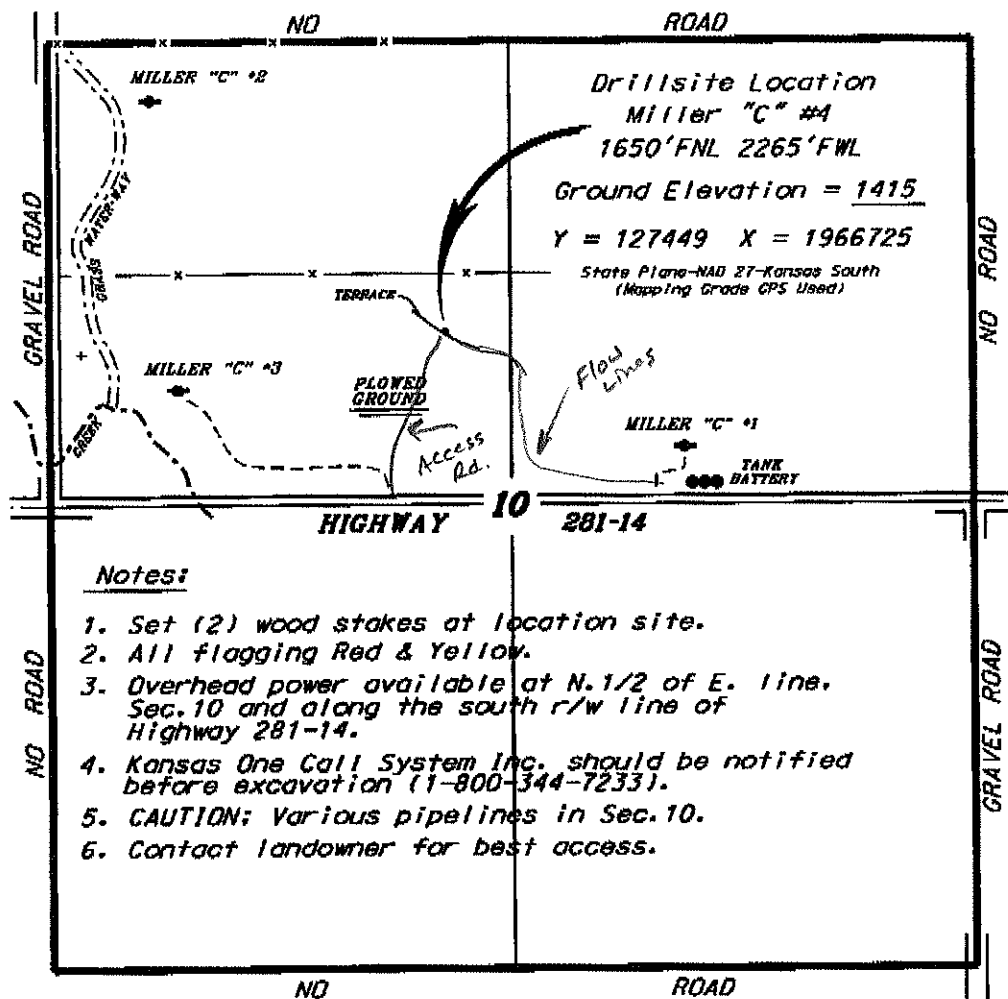 NO ROAD
MILLER "C" #2
Drillsite Location
Miller "C" #4
1650'FNL 2265'FWL
Ground Elevation = 1415
Y = 127449 X = 1966725
State Plane-NAD 27-Kansas South
(Mapping Grade GPS Used)
GRAVEL ROAD
GRASS WATER-WAY
NO ROAD
TERRACE
MILLER "C" #3
PLOWED
GROUND
Flow
Lines
Access
Rd.
CREEK
MILLER "C" #1
TANK
BATTERY
HIGHWAY 10 281-14
Notes:
1. Set (2) wood stakes at location site.
2. All flagging Red & Yellow.
3. Overhead power available at N.1/2 of E. line,
Sec.10 and along the south r/w line of
Highway 281-14.
4. Kansas One Call System Inc. should be notified
before excavation (1-800-344-7233).
5. CAUTION: Various pipelines in Sec.10.
6. Contact landowner for best access.
NO ROAD
GRAVEL ROAD
NO ROAD